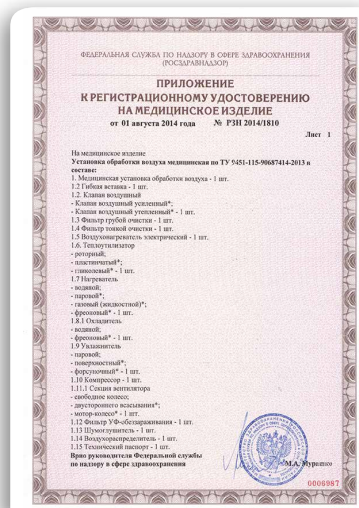 ФЕДЕРАЛЬНАЯ СЛУЖБА ПО НАДЗОРУ В СФЕРЕ ЗДРАВООХРАНЕНИЯ
(РОСЗДРАВНАДЗОР)
ПРИЛОЖЕНИЕ
К РЕГИСТРАЦИОННОМУ УДОСТОВЕРЕНИЮ
НА МЕДИЦИНСКОЕ ИЗДЕЛИЕ
от 01 августа 2014 года № РЗН 2014/1810
Лист 1
На медицинское изделие
Установка обработки воздуха медицинская по ТУ 9451-115-90687414-2013 в
составе:
1. Медицинская установка обработки воздуха - 1 шт.
1.2 Гибкая вставка - 1 шт.
1.2. Клапан воздушный
- Клапан воздушный усиленный*;
- Клапан воздушный утепленный* - 1 шт.
1.3 Фильтр грубой очистки - 1 шт.
1.4 Фильтр тонкой очистки - 1 шт.
1.5 Воздухонагреватель электрический - 1 шт.
1.6. Теплоутилизатор
- роторный;
- пластинчатый*;
- гликолевый* - 1 шт.
1.7 Нагреватель
- водяной;
- паровой*;
- газовый (жидкостной)*;
- фреоновый* - 1 шт.
1.8.1 Охладитель
- водяной;
- фреоновый* - 1 шт.
1.9 Увлажнитель
- паровой;
- поверхностный*;
- форсуночный* - 1 шт.
1.10 Компрессор - 1 шт.
1.11.1 Секция вентилятора
- свободное колесо;
- двустороннего всасывания*;
- мотор-колесо* - 1 шт.
1.12 Фильтр УФ-обеззараживания - 1 шт.
1.13 Шумоглушитель - 1 шт.
1.14 Воздухораспределитель - 1 шт.
1.15 Технический паспорт - 1 шт.
Врио руководителя Федеральной службы
по надзору в сфере здравоохранения
М.А. Мурашко
0006987